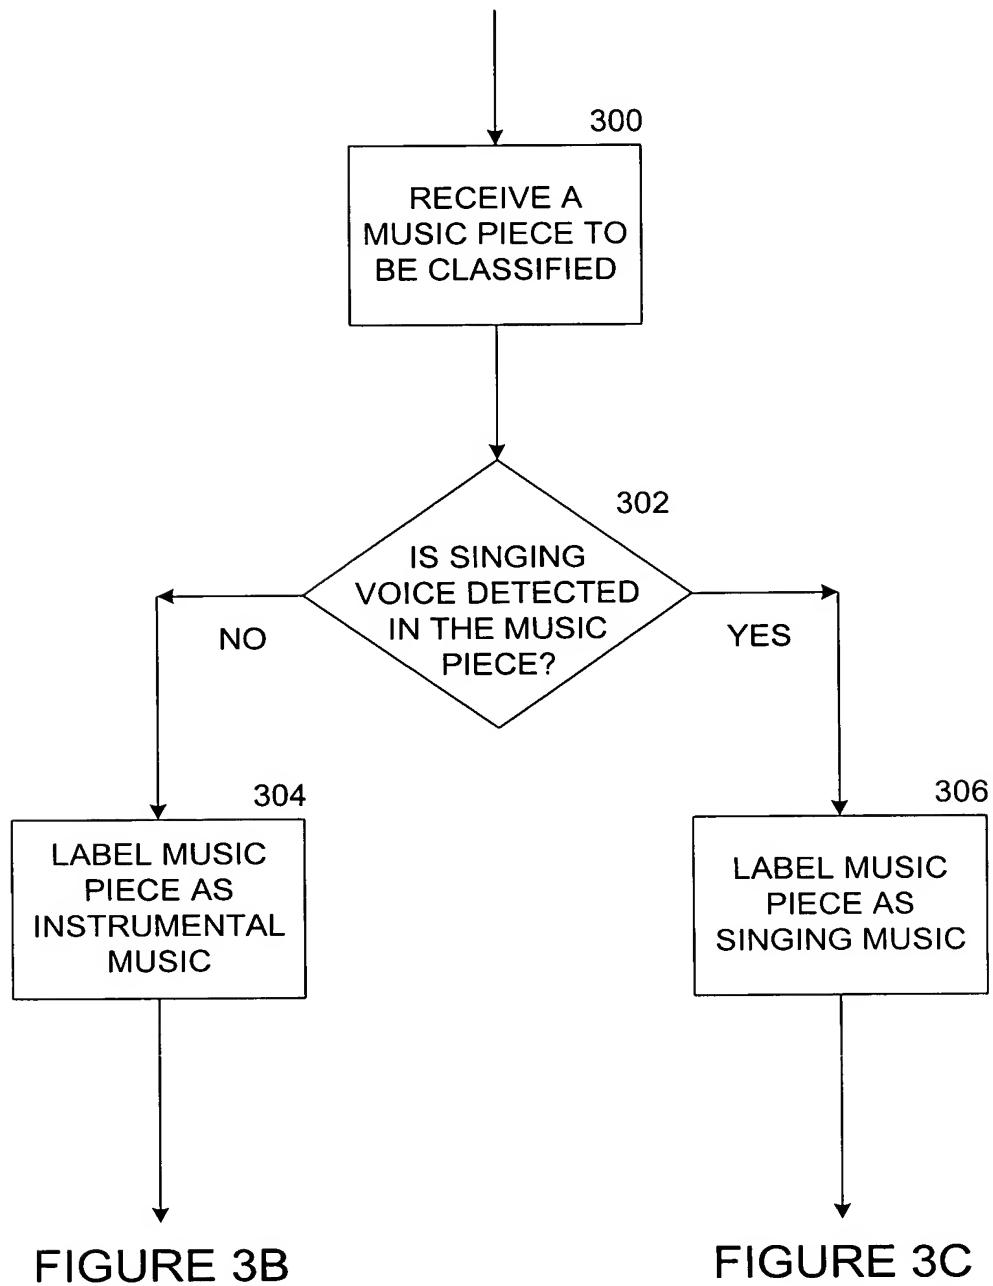 300
RECEIVE A
MUSIC PIECE TO
BE CLASSIFIED
302
IS SINGING
VOICE DETECTED
IN THE MUSIC
PIECE?
NO
YES
304
LABEL MUSIC
PIECE AS
INSTRUMENTAL
MUSIC
306
LABEL MUSIC
PIECE AS
SINGING MUSIC
FIGURE 3B
FIGURE 3C